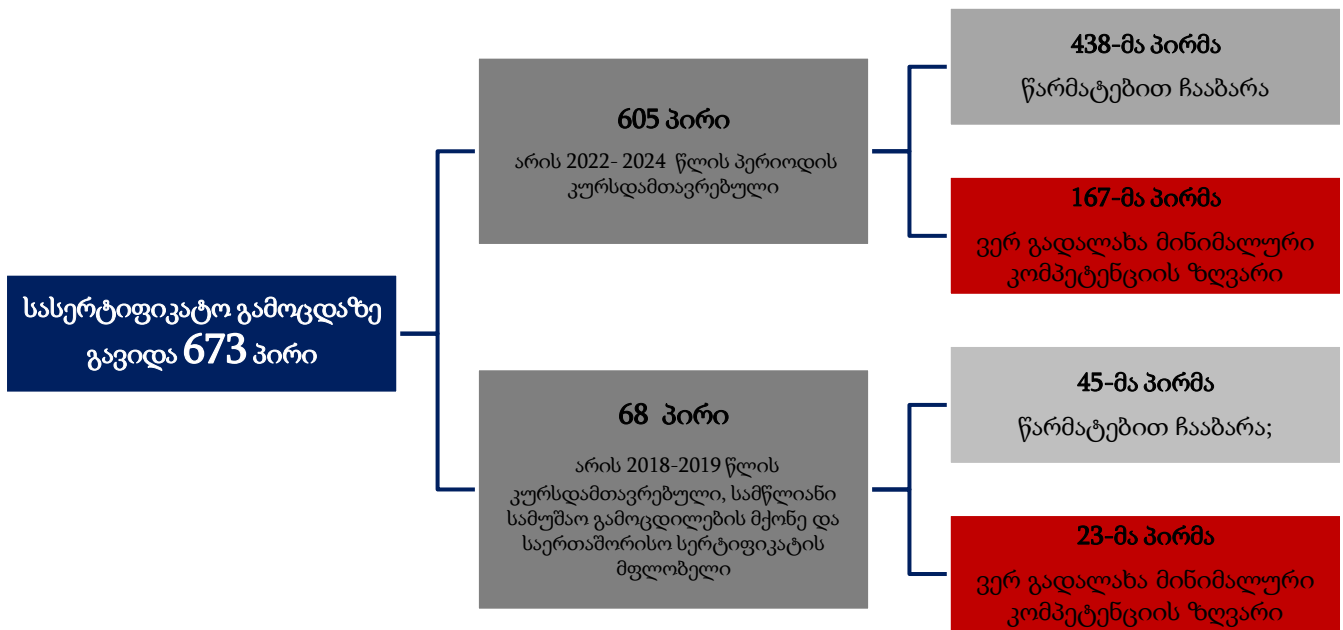 სასერტიფიკატო გამოცდაზე
გავიდა 673 პირი
605 პირი
არის 2022- 2024 წლის პერიოდის
კურსდამთავრებული
438-მა პირმა
წარმატებით ჩააბარა
167-მა პირმა
ვერ გადალახა მინიმალური
კომპეტენციის ზღვარი
68 პირი
არის 2018-2019 წლის
კურსდამთავრებული, სამწლიანი
სამუშაო გამოცდილების მქონე და
საერთაშორისო სერტიფიკატის
მფლობელი
45-მა პირმა
წარმატებით ჩააბარა;
23-მა პირმა
ვერ გადალახა მინიმალური
კომპეტენციის ზღვარი